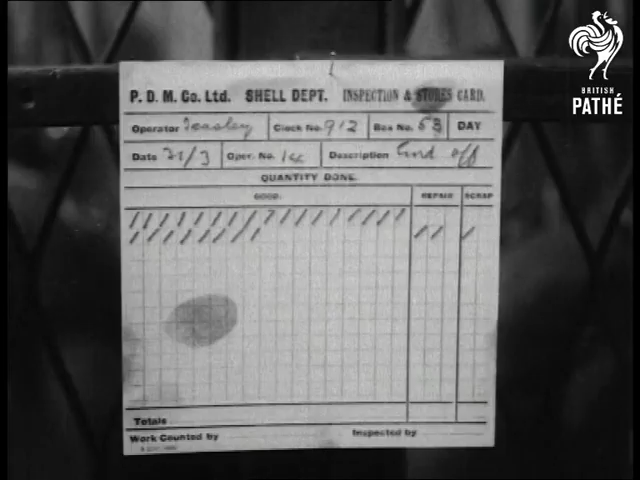 BRITISH
PATHÉ
P. D. M. Co. Ltd. SHELL DEPT. INSPECTION & STORES CARD.
Operator Teasley Clock No. 912 Box No. 53 DAY
Date 21/3 Oper. No. 14 Description End off
QUANTITY DONE.
GOOD. REPAIR SCRAP
Totals
Work Counted by Inspected by